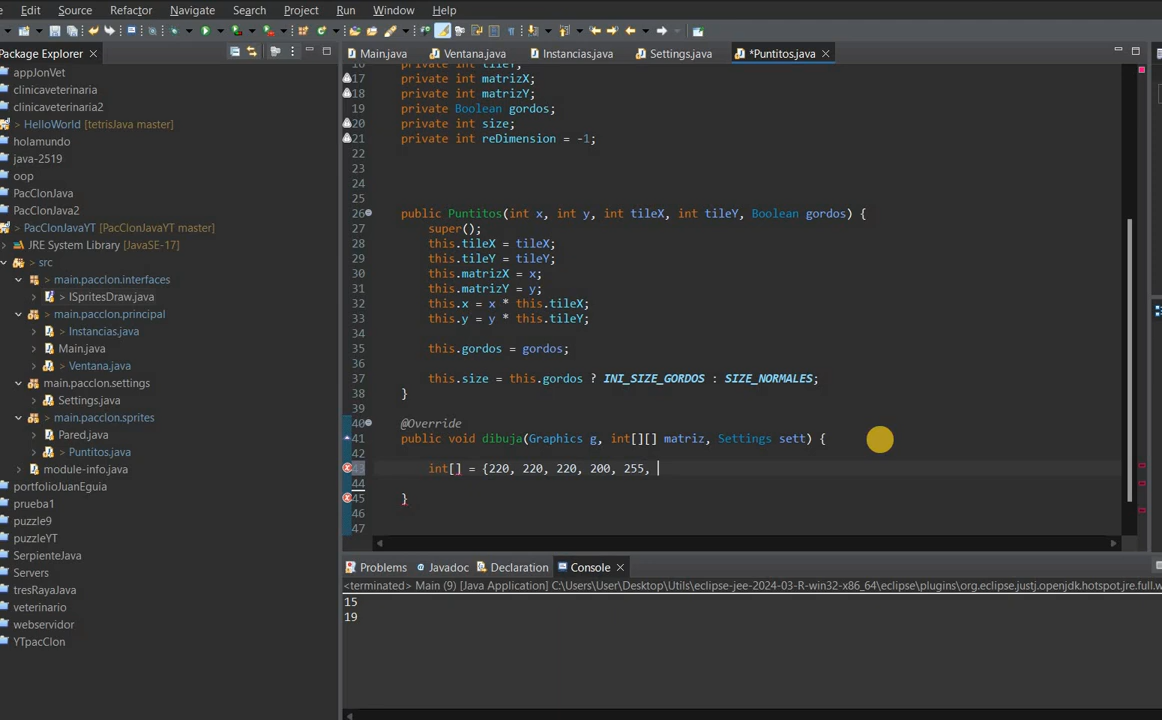 Edit Source Refactor Navigate Search Project Run Window Help
Package Explorer
appJonVet
clinicaveterinaria
clinicaveterinaria2
> HelloWorld [tetrisJava master]
holamundo
java-2519
oop
PacClonJava
PacClonJava2
> PacClonJavaYT [PacClonJavaYT master]
JRE System Library [JavaSE-17]
> src
> main.pacclon.interfaces
> ISpritesDraw.java
> main.pacclon.principal
> Instancias.java
Main.java
> Ventana.java
main.pacclon.settings
Settings.java
> main.pacclon.sprites
Pared.java
> Puntitos.java
module-info.java
portfolioJuanEguia
prueba1
puzzle9
puzzleYT
SerpienteJava
Servers
tresRayaJava
veterinario
webservidor
YTpacClon
Main.java Ventana.java Instancias.java Settings.java *Puntitos.java
16 private int tileY;
17 private int matrizX;
18 private int matrizY;
19 private Boolean gordos;
20 private int size;
21 private int reDimension = -1;
22
23
24
25
26 public Puntitos(int x, int y, int tileX, int tileY, Boolean gordos) {
27 super();
28 this.tileX = tileX;
29 this.tileY = tileY;
30 this.matrizX = x;
31 this.matrizY = y;
32 this.x = x * this.tileX;
33 this.y = y * this.tileY;
34
35 this.gordos = gordos;
36
37 this.size = this.gordos ? INI_SIZE_GORDOS : SIZE_NORMALES;
38 }
39
40 @Override
41 public void dibuja(Graphics g, int[][] matriz, Settings sett) {
42
43 int[] = {220, 220, 220, 200, 255,
44
45 }
46
47
Problems Javadoc Declaration Console
<terminated> Main (9) [Java Application] C:\Users\User\Desktop\Utils\eclipse-jee-2024-03-R-win32-x86_64\eclipse\plugins\org.eclipse.justj.openjdk.hotspot.jre.full.w
15
19